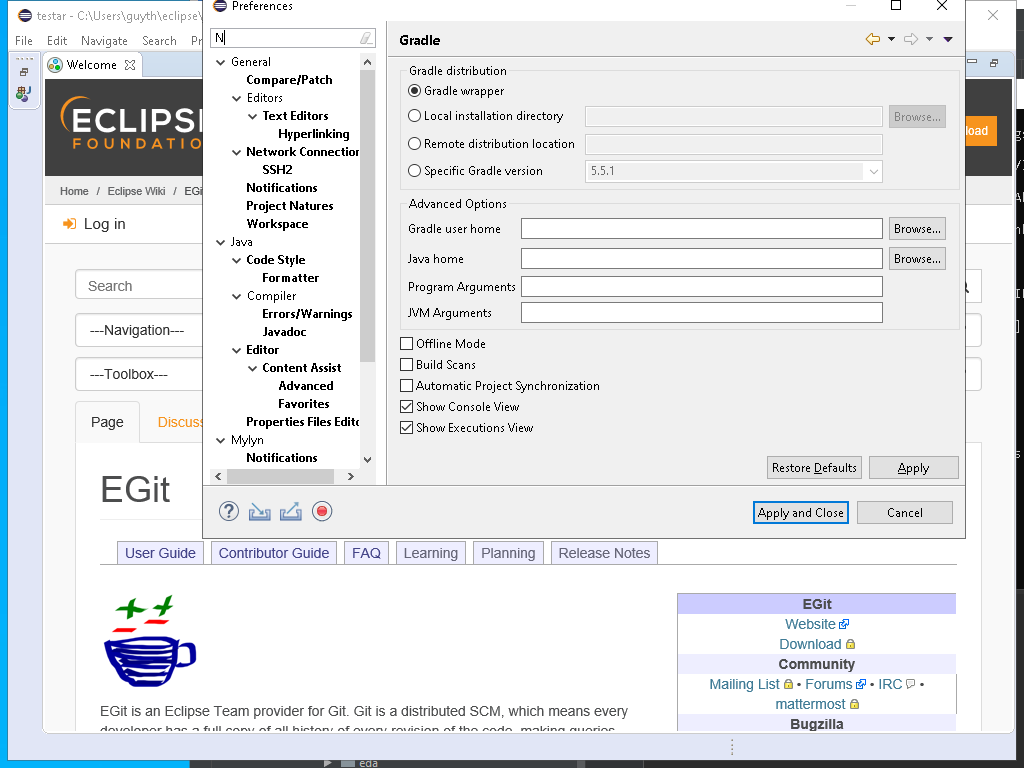 testar - C:\Users\guyth\eclipse\
File Edit Navigate Search Pr
Welcome
ECLIPSE
FOUNDATIO
load
Home / Eclipse Wiki / EGi
Log in
Search
---Navigation---
---Toolbox---
Page Discuss
EGit
User Guide Contributor Guide FAQ Learning Planning Release Notes
EGit is an Eclipse Team provider for Git. Git is a distributed SCM, which means every
developer has a full copy of all history of every revision of the code, making queries
EGit
Website
Download
Community
Mailing List • Forums • IRC •
mattermost
Bugzilla
eda
Preferences
N
General
Compare/Patch
Editors
Text Editors
Hyperlinking
Network Connection
SSH2
Notifications
Project Natures
Workspace
Java
Code Style
Formatter
Compiler
Errors/Warnings
Javadoc
Editor
Content Assist
Advanced
Favorites
Properties Files Edito
Mylyn
Notifications
Gradle
Gradle distribution
Gradle wrapper
Local installation directory Browse...
Remote distribution location
Specific Gradle version 5.5.1
Advanced Options
Gradle user home Browse...
Java home Browse...
Program Arguments
JVM Arguments
Offline Mode
Build Scans
Automatic Project Synchronization
Show Console View
Show Executions View
Restore Defaults Apply
Apply and Close Cancel